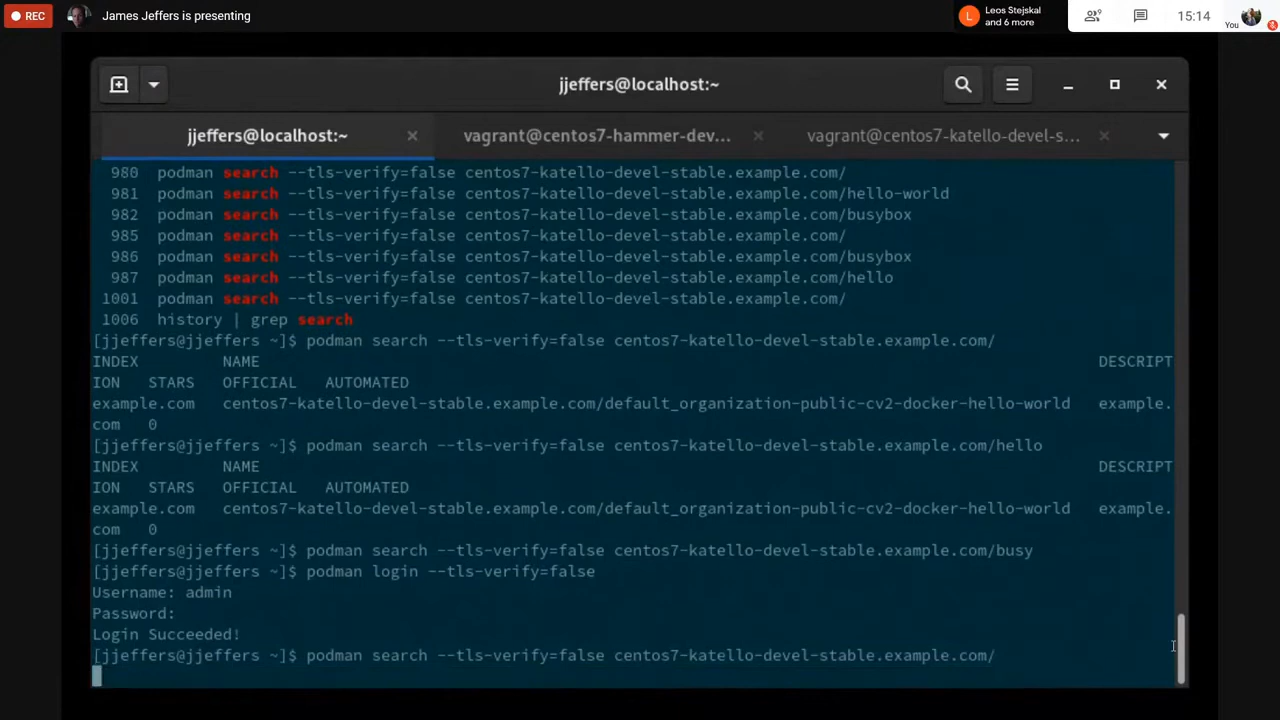 REC
James Jeffers is presenting
L
Leos Stejskal
and 6 more
9
15:14
You
jjeffers@localhost:~
jjeffers@localhost:~
vagrant@centos7-hammer-dev...
vagrant@centos7-katello-devel-s...
980 podman search --tls-verify=false centos7-katello-devel-stable.example.com/
981 podman search --tls-verify=false centos7-katello-devel-stable.example.com/hello-world
982 podman search --tls-verify=false centos7-katello-devel-stable.example.com/busybox
985 podman search --tls-verify=false centos7-katello-devel-stable.example.com/
986 podman search --tls-verify=false centos7-katello-devel-stable.example.com/busybox
987 podman search --tls-verify=false centos7-katello-devel-stable.example.com/hello
1001 podman search --tls-verify=false centos7-katello-devel-stable.example.com/
1006 history | grep search
[jjeffers@jjeffers ~]$ podman search --tls-verify=false centos7-katello-devel-stable.example.com/
INDEX NAME DESCRIPT
ION STARS OFFICIAL AUTOMATED
example.com centos7-katello-devel-stable.example.com/default_organization-public-cv2-docker-hello-world example.
com 0
[jjeffers@jjeffers ~]$ podman search --tls-verify=false centos7-katello-devel-stable.example.com/hello
INDEX NAME DESCRIPT
ION STARS OFFICIAL AUTOMATED
example.com centos7-katello-devel-stable.example.com/default_organization-public-cv2-docker-hello-world example.
com 0
[jjeffers@jjeffers ~]$ podman search --tls-verify=false centos7-katello-devel-stable.example.com/busy
[jjeffers@jjeffers ~]$ podman login --tls-verify=false
Username: admin
Password:
Login Succeeded!
[jjeffers@jjeffers ~]$ podman search --tls-verify=false centos7-katello-devel-stable.example.com/